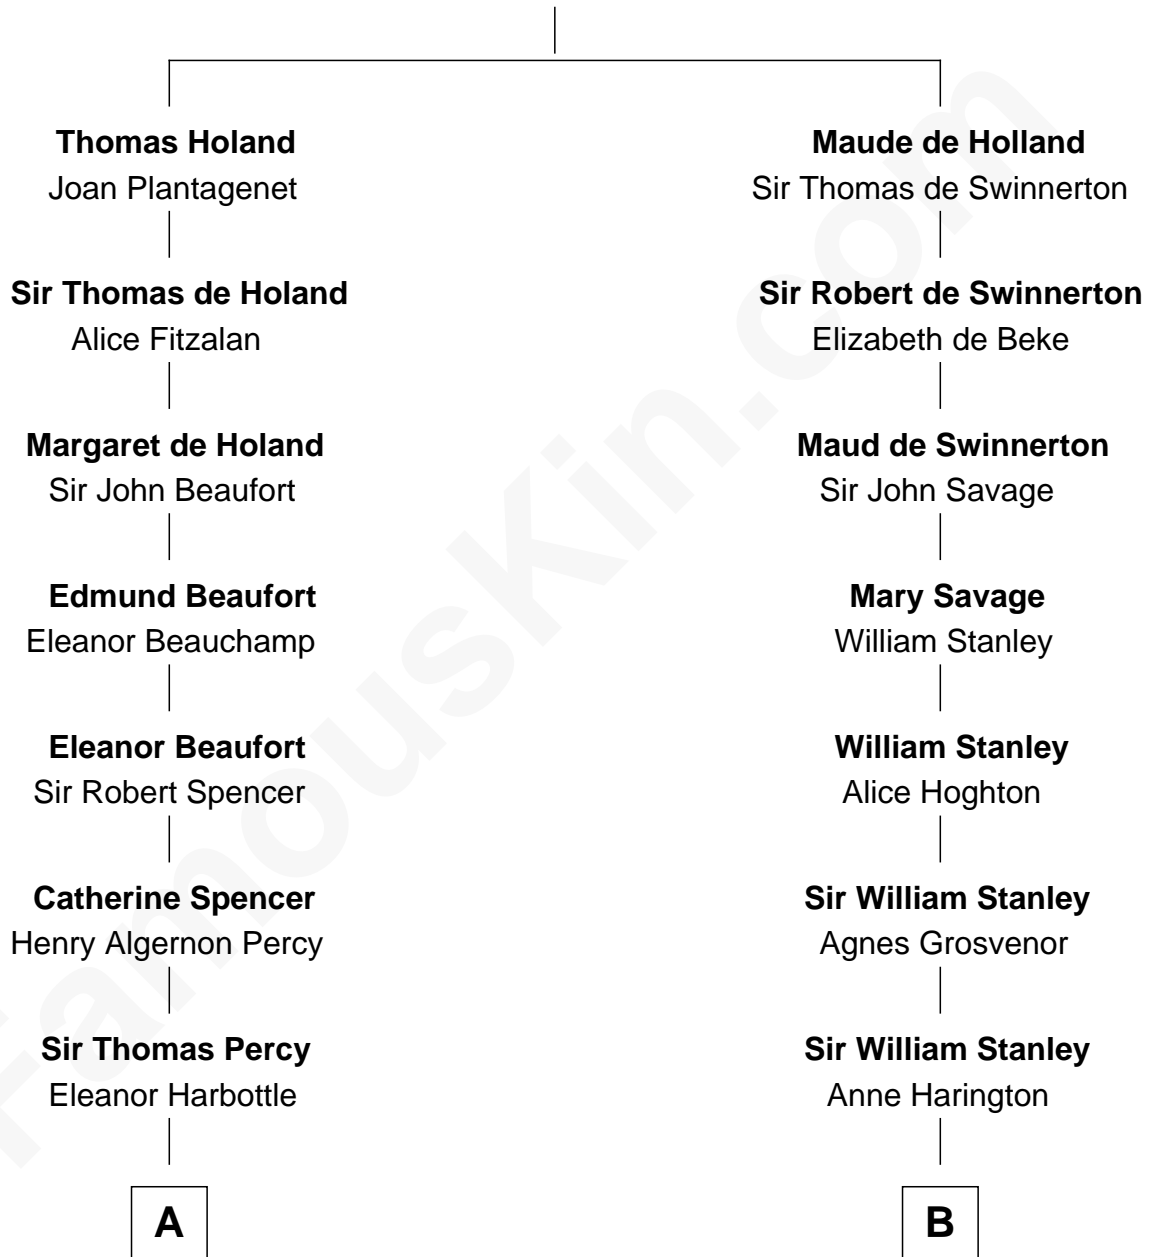 Thomas Holand
Joan Plantagenet
Maude de Holland
Sir Thomas de Swinnerton
Sir Thomas de Holand
Alice Fitzalan
Sir Robert de Swinnerton
Elizabeth de Beke
Margaret de Holand
Sir John Beaufort
Maud de Swinnerton
Sir John Savage
Edmund Beaufort
Eleanor Beauchamp
Mary Savage
William Stanley
Eleanor Beaufort
Sir Robert Spencer
William Stanley
Alice Hoghton
Catherine Spencer
Henry Algernon Percy
Sir William Stanley
Agnes Grosvenor
Sir Thomas Percy
Eleanor Harbottle
Sir William Stanley
Anne Harington
A
B
FamousKin.com